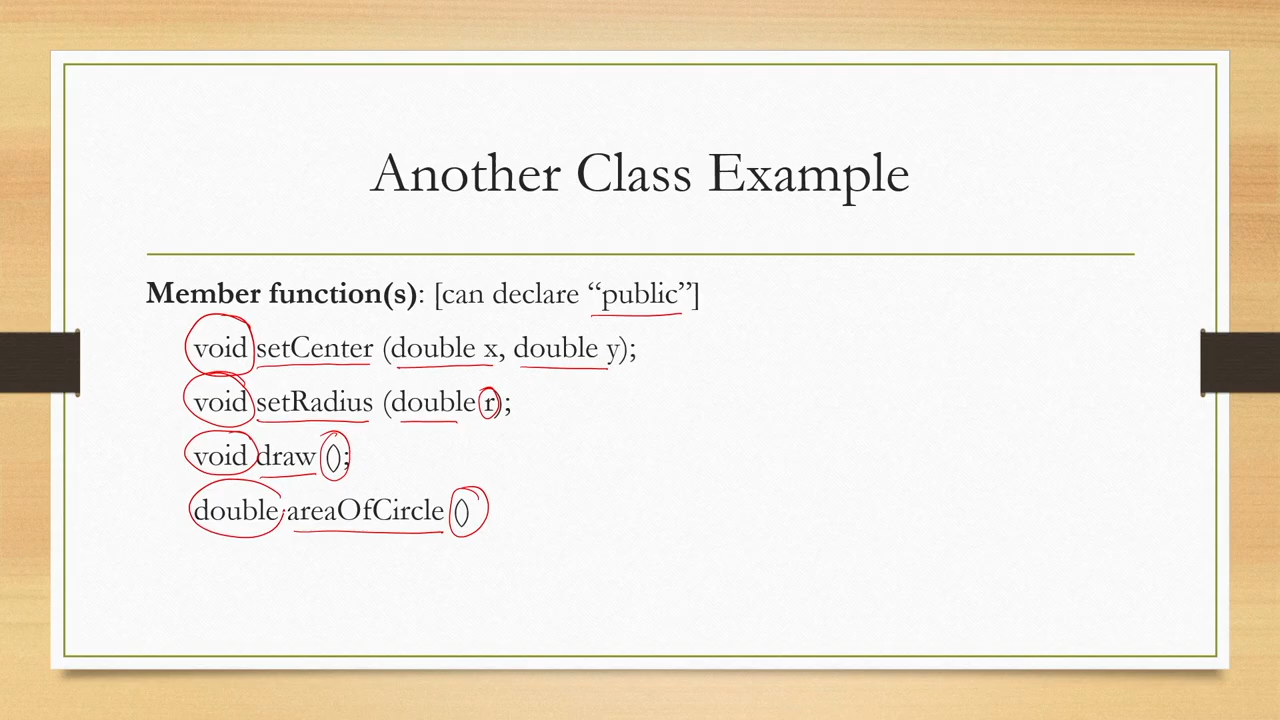 Another Class Example
Member function(s): [can declare “public”]
void setCenter (double x, double y);
void setRadius (double r);
void draw ();
double areaOfCircle ()